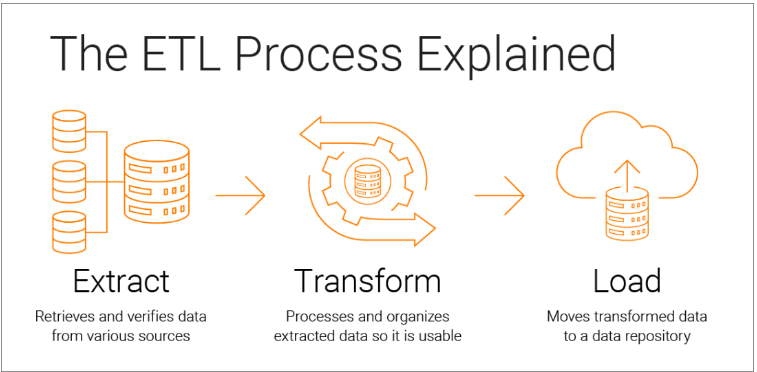 The ETL Process Explained
Extract
Retrieves and verifies data
from various sources
Transform
Processes and organizes
extracted data so it is usable
Load
Moves transformed data
to a data repository